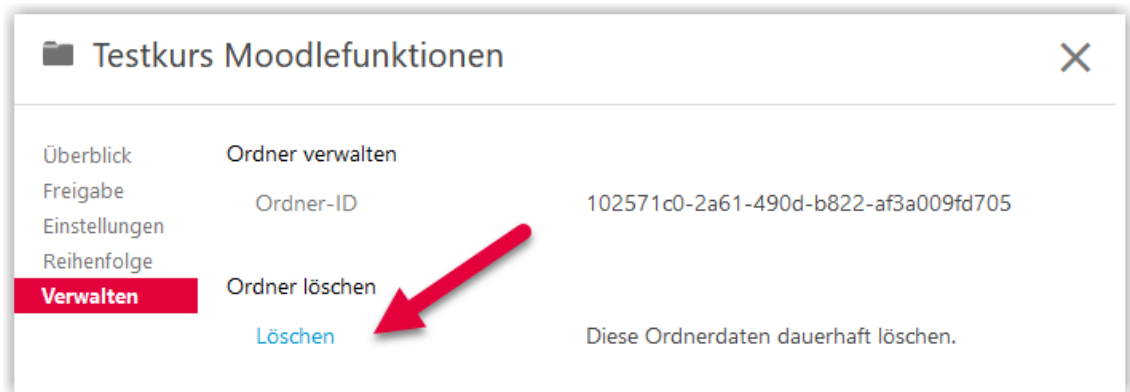 Testkurs Moodlefunktionen
Überblick
Freigabe
Einstellungen
Reihenfolge
Verwalten
Ordner verwalten
Ordner-ID 102571c0-2a61-490d-b822-af3a009fd705
Ordner löschen
Löschen Diese Ordnerdaten dauerhaft löschen.